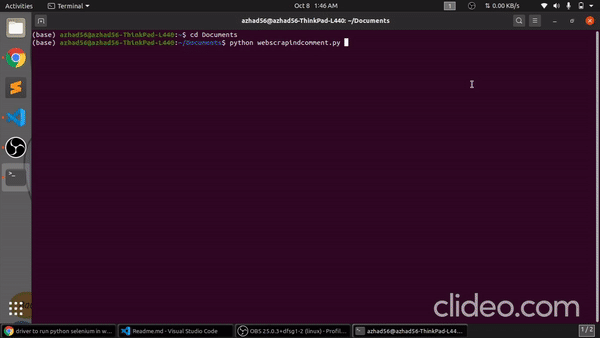 Activities
Terminal
Oct 8 1:46 AM
1
0.00 KB/s
azhad56@azhad56-ThinkPad-L440: ~/Documents
(base) azhad56@azhad56-ThinkPad-L440:~$ cd Documents
(base) azhad56@azhad56-ThinkPad-L440:~/Documents$ python webscrapindcomment.py
clideo.com
driver to run python selenium in w...
Readme.md - Visual Studio Code
OBS 25.0.3+dfsg1-2 (linux) - Profil...
azhad56@azhad56-ThinkPad-L44...
1 / 2